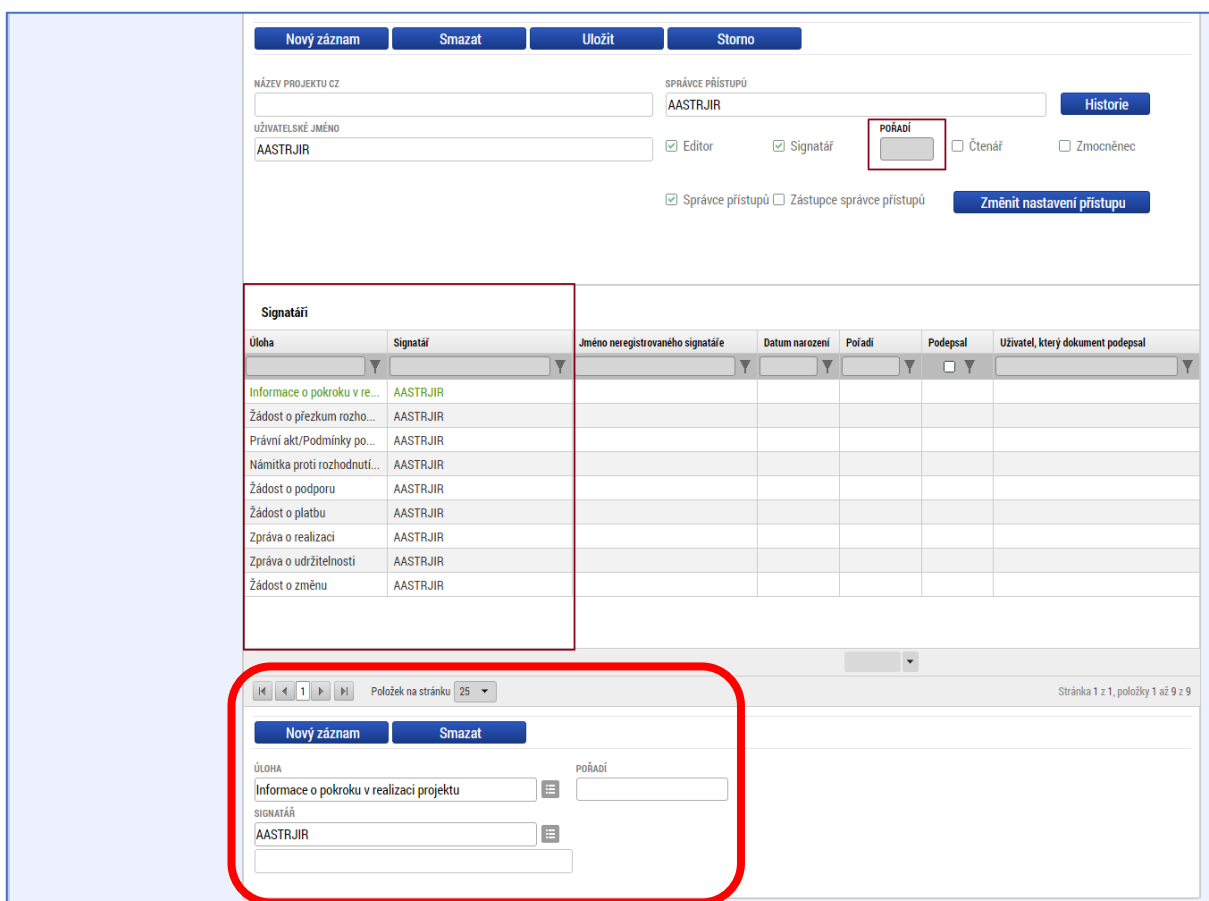 Nový záznam Smazat Uložit Storno
NÁZEV PROJEKTU CZ SPRÁVCE PŘÍSTUPŮ
AASTRJIR Historie
UŽIVATELSKÉ JMÉNO POŘADÍ
AASTRJIR Editor Signatář Čtenář Zmocněnec
Správce přístupů Zástupce správce přístupů Změnit nastavení přístupu
Signatáři
Úloha Signatář Jméno neregistrovaného signatáře Datum narození Pořadí Podepsal Uživatel, který dokument podepsal
Informace o pokroku v re... AASTRJIR
Žádost o přezkum rozho... AASTRJIR
Právní akt/Podmínky po... AASTRJIR
Námitka proti rozhodnutí... AASTRJIR
Žádost o podporu AASTRJIR
Žádost o platbu AASTRJIR
Zpráva o realizaci AASTRJIR
Zpráva o udržitelnosti AASTRJIR
Žádost o změnu AASTRJIR
1 Položek na stránku 25 Stránka 1 z 1, položky 1 až 9 z 9
Nový záznam Smazat
ÚLOHA POŘADÍ
Informace o pokroku v realizaci projektu
SIGNATÁŘ
AASTRJIR